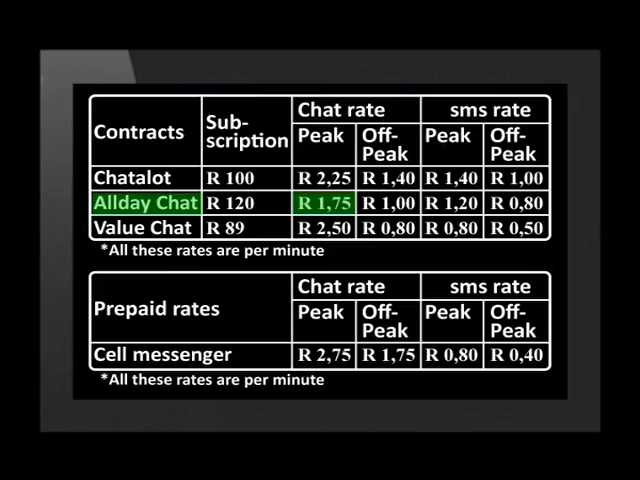 Contracts Sub-scription Chat rate sms rate
Peak Off-Peak Peak Off-Peak
Chatalot R 100 R 2,25 R 1,40 R 1,40 R 1,00
Allday Chat R 120 R 1,75 R 1,00 R 1,20 R 0,80
Value Chat R 89 R 2,50 R 0,80 R 0,80 R 0,50
*All these rates are per minute
Prepaid rates Chat rate sms rate
Peak Off-Peak Peak Off-Peak
Cell messenger R 2,75 R 1,75 R 0,80 R 0,40
*All these rates are per minute